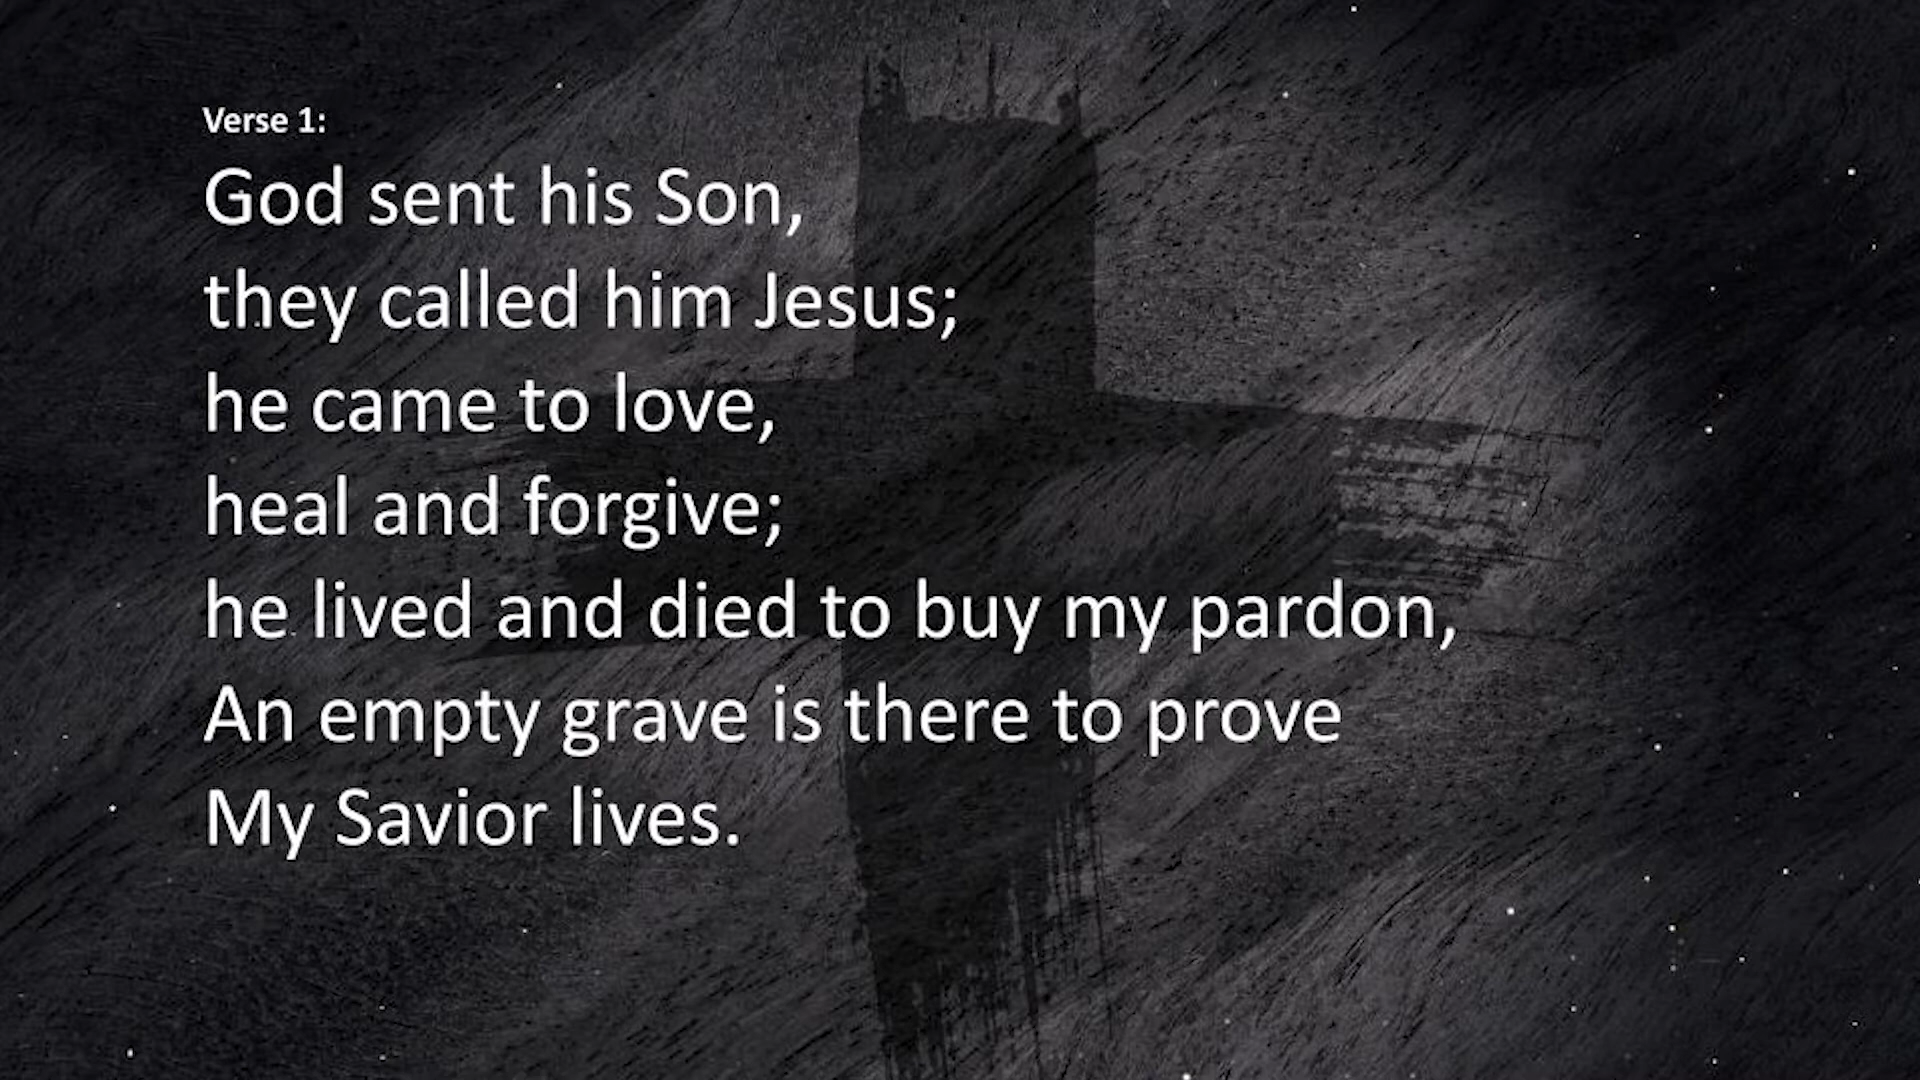 Verse 1:
God sent his Son,
they called him Jesus;
he came to love,
heal and forgive;
he lived and died to buy my pardon,
An empty grave is there to prove
My Savior lives.